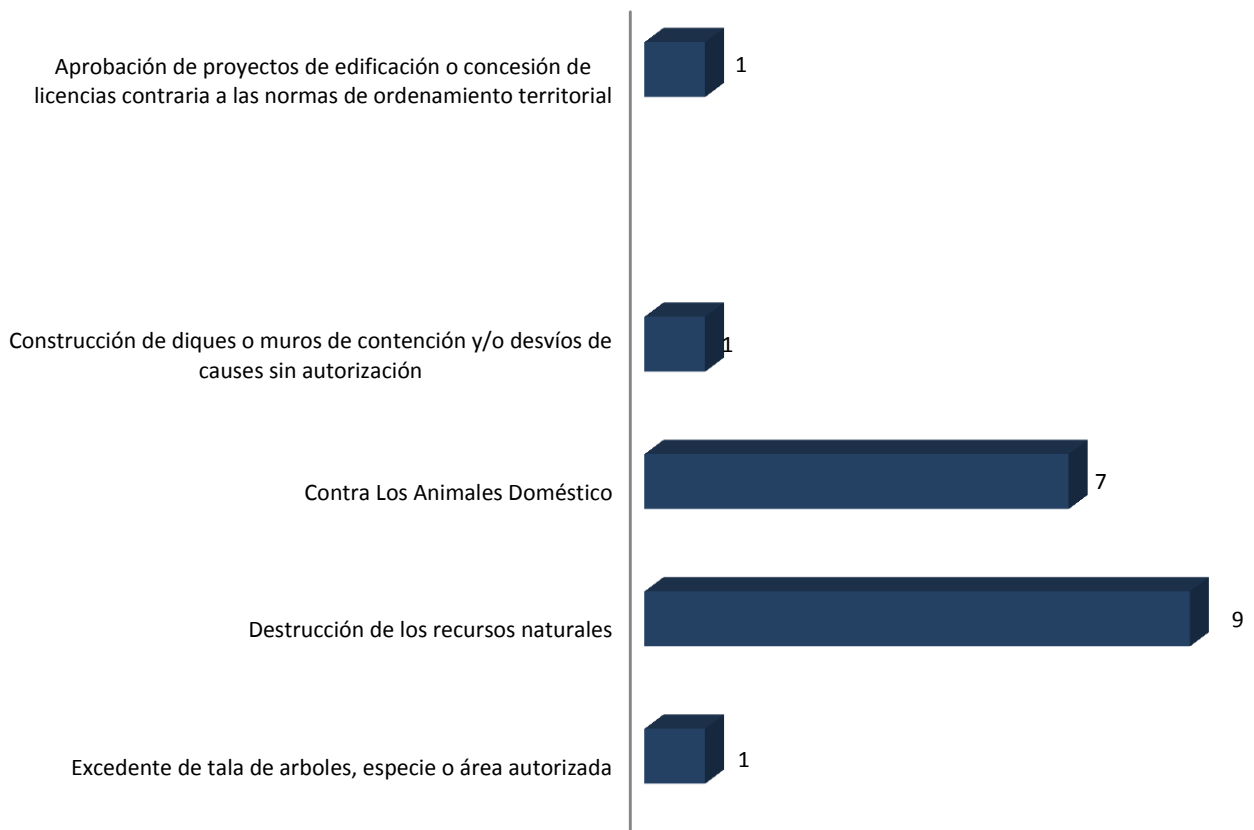 Aprobación de proyectos de edificación o concesión de
licencias contraria a las normas de ordenamiento territorial
1
Construcción de diques o muros de contención y/o desvíos de
causes sin autorización
1
Contra Los Animales Doméstico
7
Destrucción de los recursos naturales
9
Excedente de tala de arboles, especie o área autorizada
1